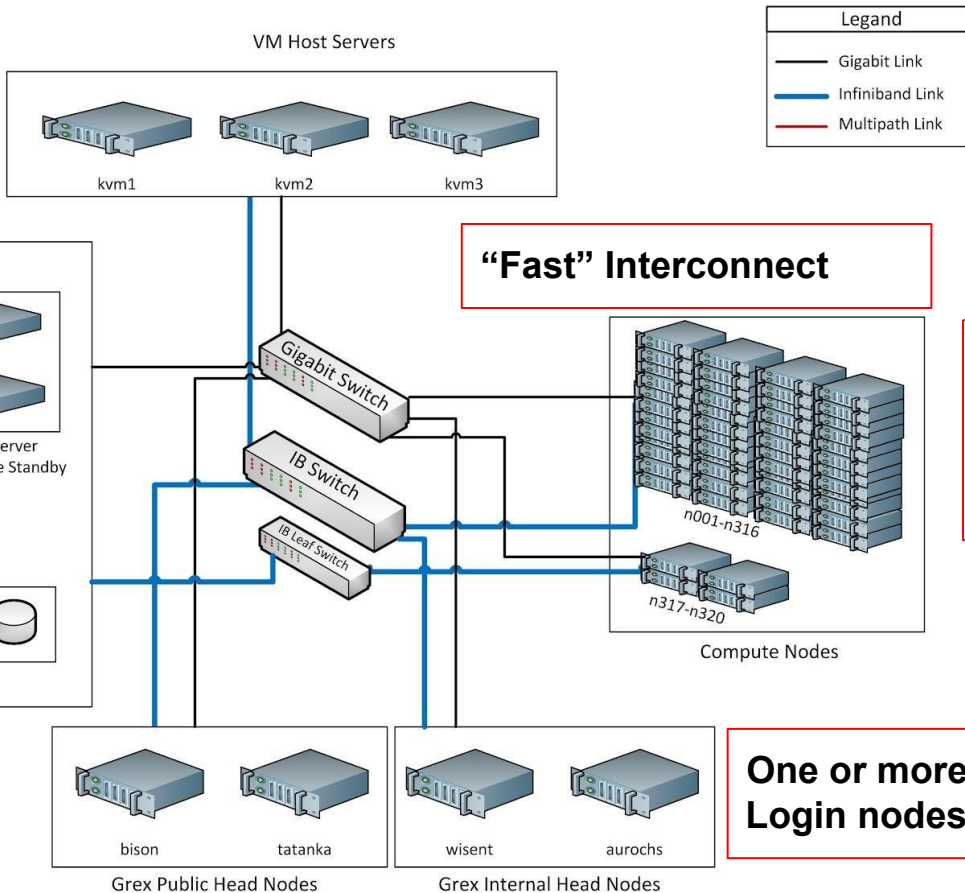 Legand
Gigabit Link
Infiniband Link
Multipath Link
VM Host Servers
kvm1
kvm2
kvm3
“Fast” Interconnect
Gigabit Switch
IB Switch
IB Leaf Switch
Standby
n001-n316
n317-n320
Compute Nodes
bison
tatanka
wisent
aurochs
Grex Public Head Nodes
Grex Internal Head Nodes
One or more
Login nodes